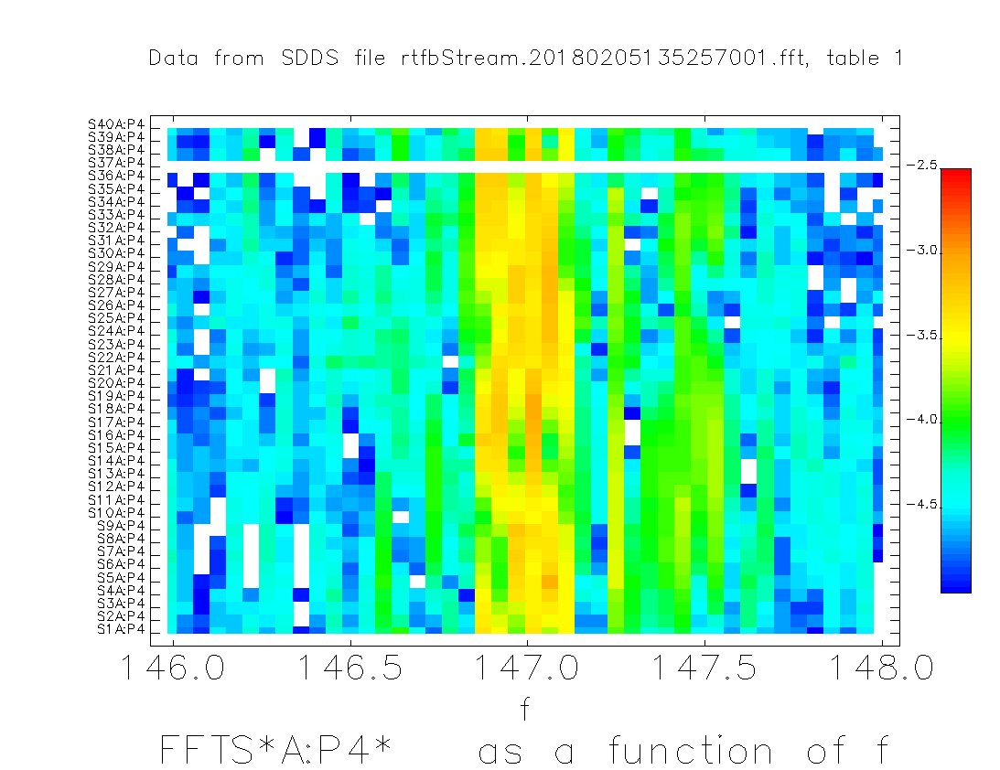 Data from SDDS file rtfbStream.20180205135257001.fft, table 1
S40A:P4
S39A:P4
S38A:P4
S37A:P4
S36A:P4
S35A:P4
S34A:P4
S33A:P4
S32A:P4
S31A:P4
S30A:P4
S29A:P4
S28A:P4
S27A:P4
S26A:P4
S25A:P4
S24A:P4
S23A:P4
S22A:P4
S21A:P4
S20A:P4
S19A:P4
S18A:P4
S17A:P4
S16A:P4
S15A:P4
S14A:P4
S13A:P4
S12A:P4
S11A:P4
S10A:P4
S9A:P4
S8A:P4
S7A:P4
S6A:P4
S5A:P4
S4A:P4
S3A:P4
S2A:P4
S1A:P4
-2.5
-3.0
-3.5
-4.0
-4.5
146.0 146.5 147.0 147.5 148.0
f
FFTS*A:P4* as a function of f